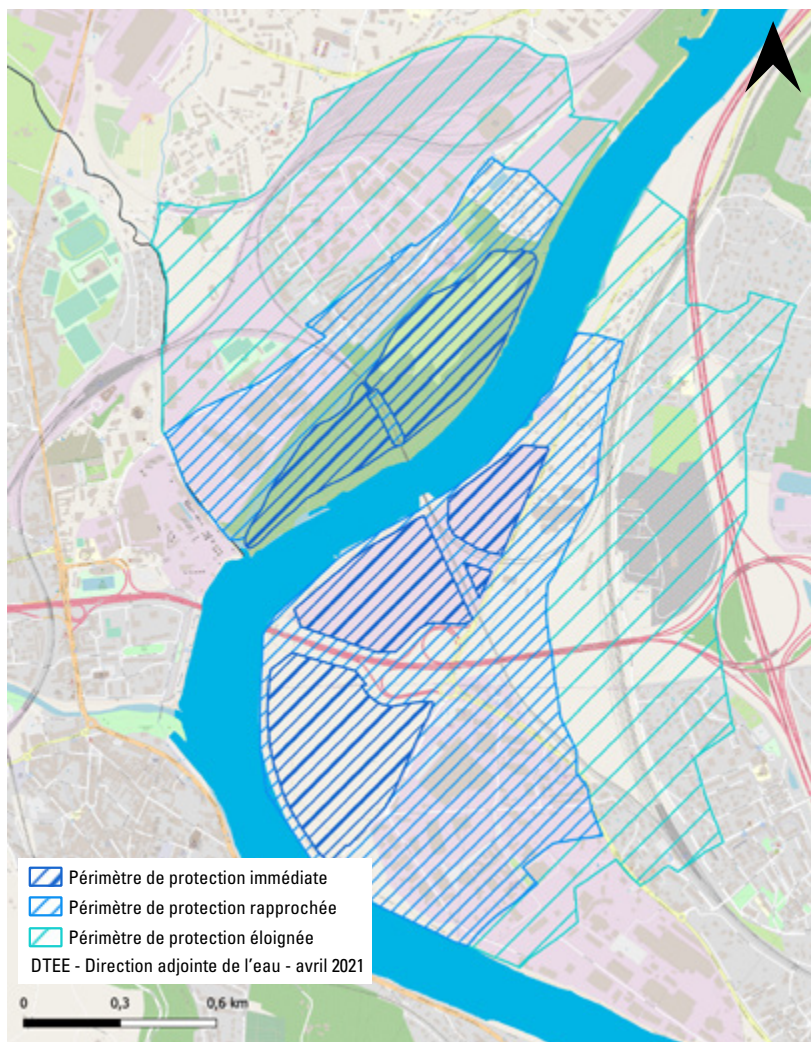 Périmètre de protection immédiate
Périmètre de protection rapprochée
Périmètre de protection éloignée
DTEE - Direction adjointe de l'eau - avril 2021
0 0,3 0,6 km